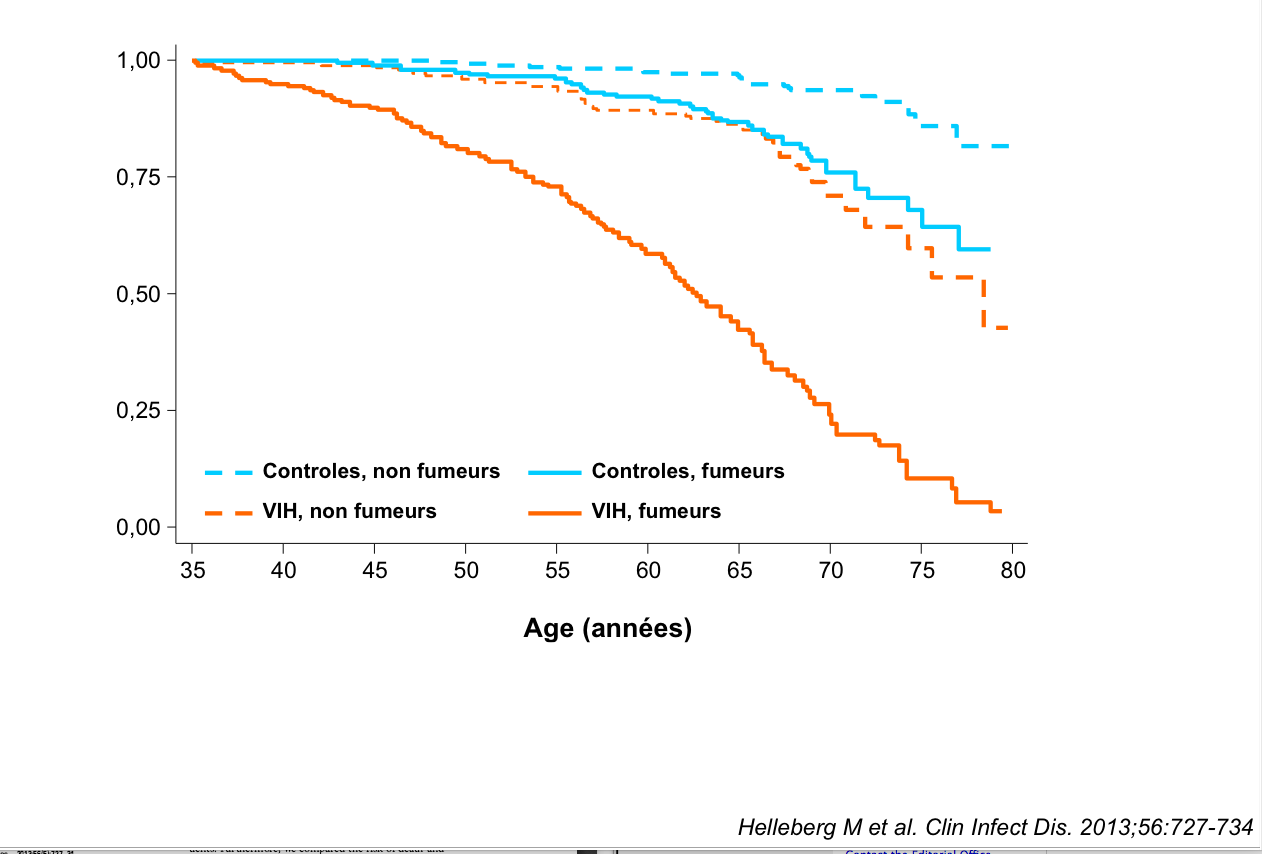 1,00
0,75
0,50
0,25
0,00
Controles, non fumeurs
Controles, fumeurs
VIH, non fumeurs
VIH, fumeurs
35 40 45 50 55 60 65 70 75 80
Age (années)
Helleberg M et al. Clin Infect Dis. 2013;56:727-734